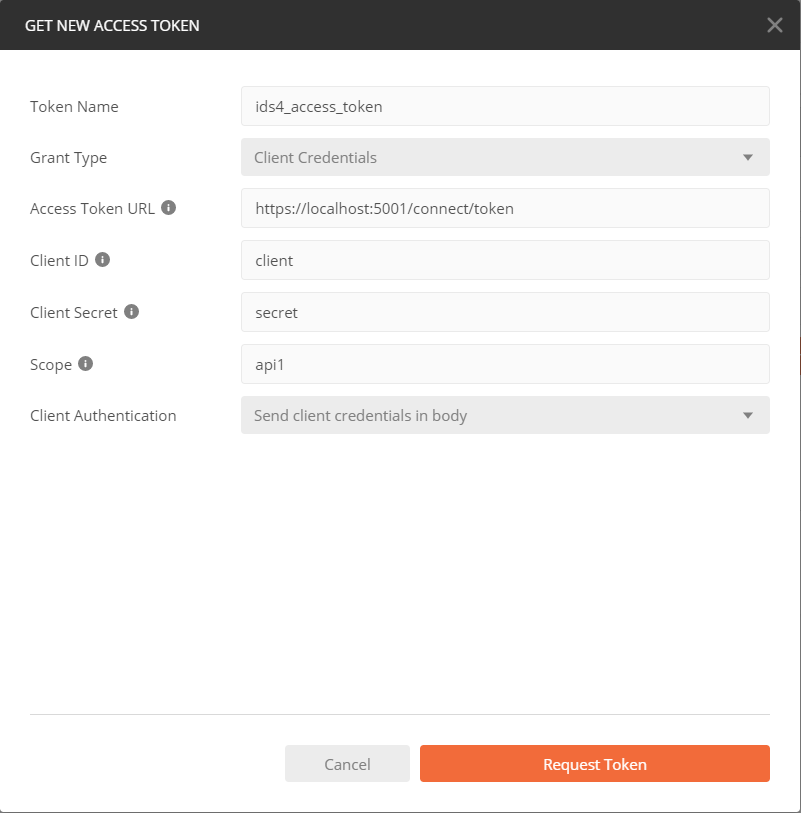 GET NEW ACCESS TOKEN
Token Name
ids4_access_token
Grant Type
Client Credentials
Access Token URL
https://localhost:5001/connect/token
Client ID
client
Client Secret
secret
Scope
api1
Client Authentication
Send client credentials in body
Cancel
Request Token